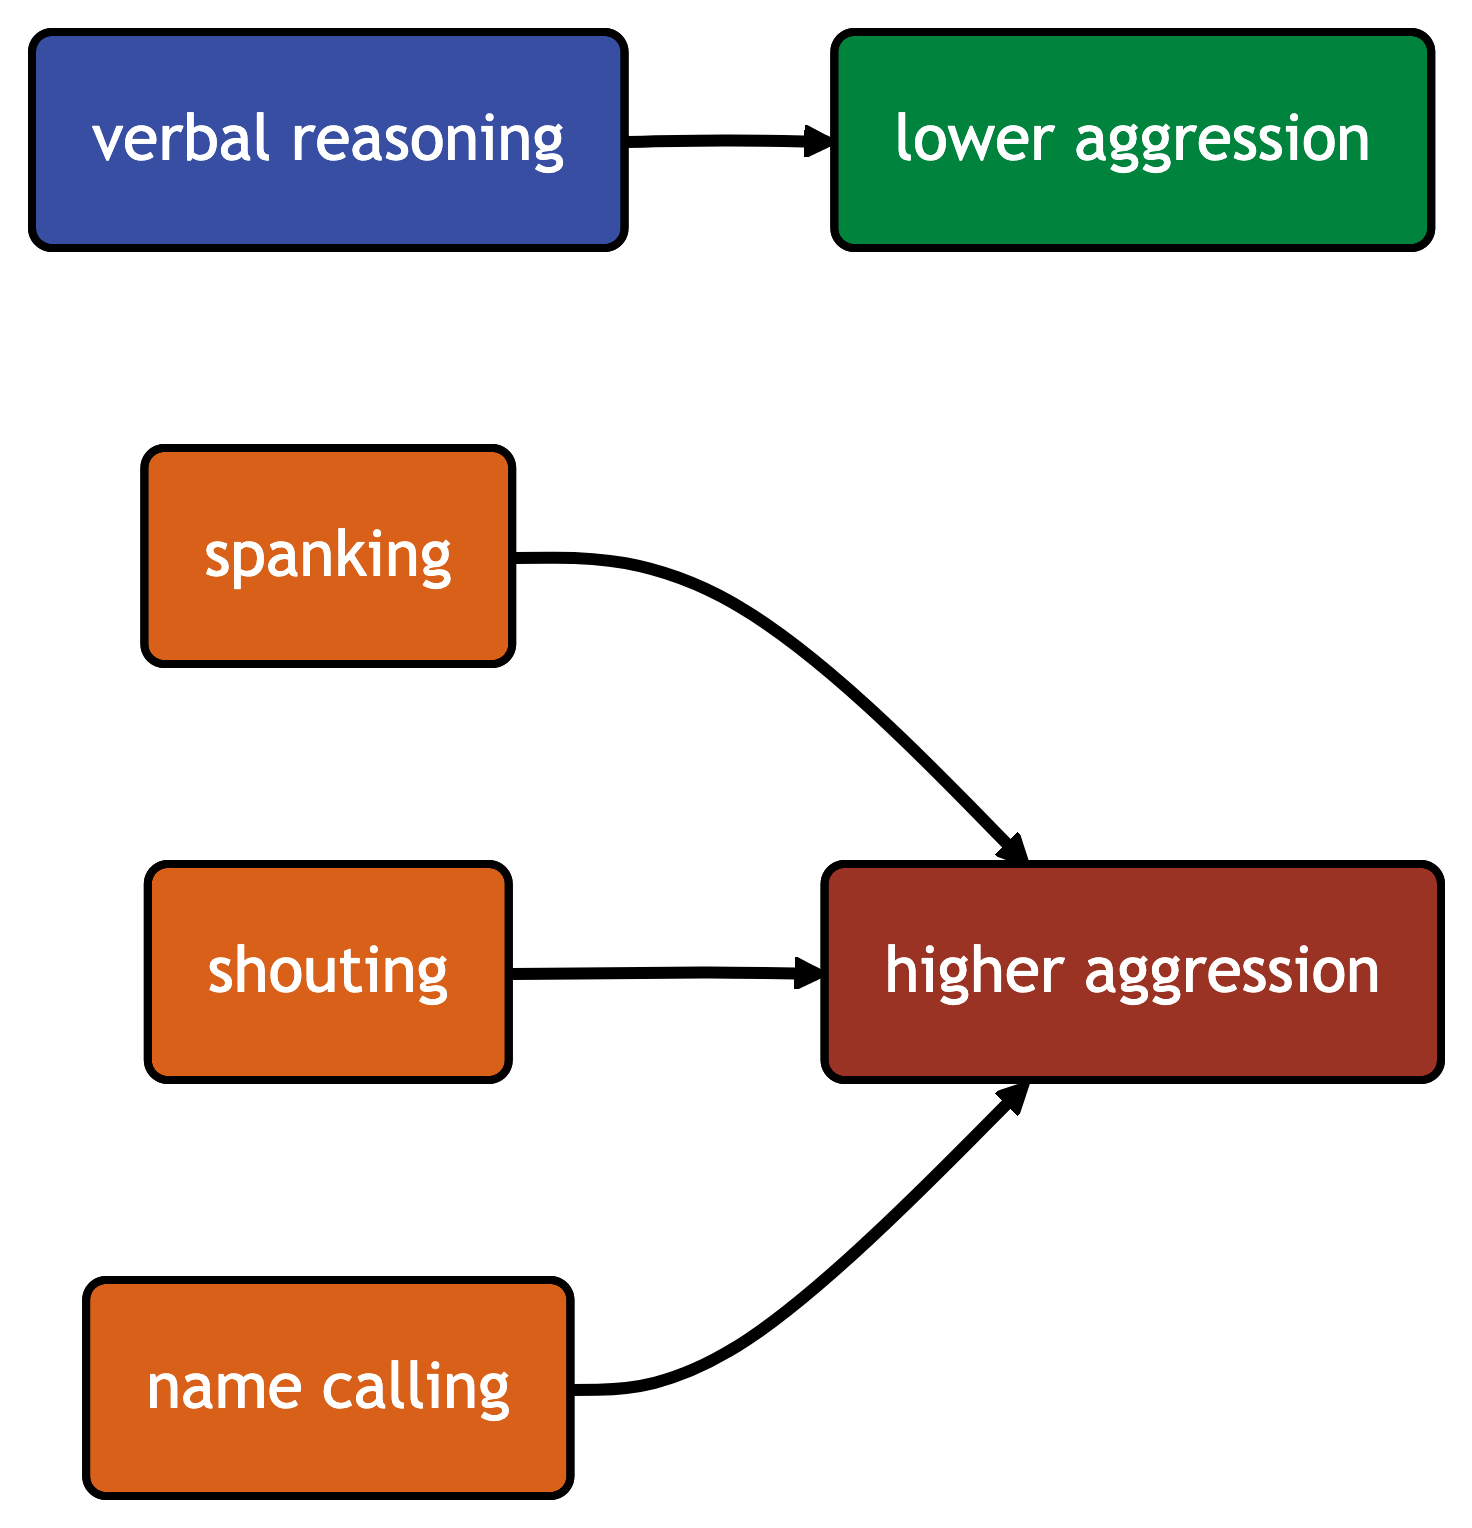 verbal reasoning
lower aggression
spanking
shouting
higher aggression
name calling